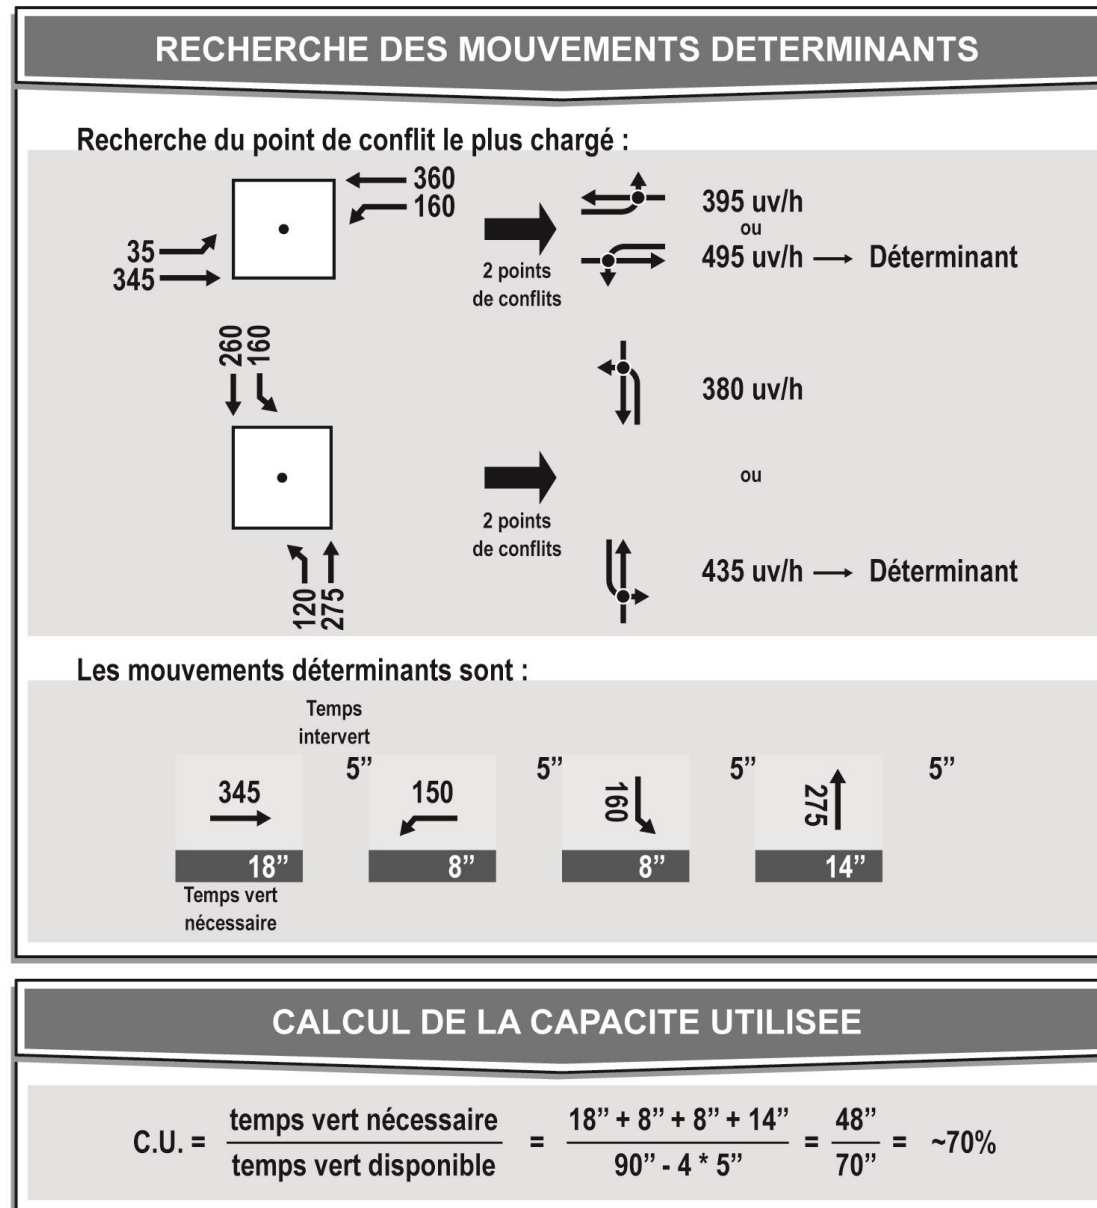 RECHERCHE DES MOUVEMENTS DETERMINANTS
Recherche du point de conflit le plus chargé :
360
160
35
345
2 points
de conflits
395 uv/h
ou
495 uv/h → Déterminant
260
160
120
275
2 points
de conflits
380 uv/h
ou
435 uv/h → Déterminant
Les mouvements déterminants sont :
Temps
intervert
345
5”
150
5”
160
5”
275
5”
18”
8”
8”
14”
Temps vert
nécessaire
CALCUL DE LA CAPACITE UTILISEE
C.U. = temps vert nécessaire / temps vert disponible = 18” + 8” + 8” + 14” / 90” - 4 * 5” = 48” / 70” = ~70%